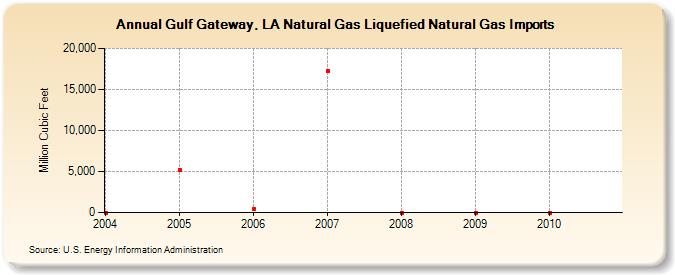 Annual Gulf Gateway, LA Natural Gas Liquefied Natural Gas Imports
Million Cubic Feet
20,000
15,000
10,000
5,000
0
2004 2005 2006 2007 2008 2009 2010
Source: U.S. Energy Information Administration